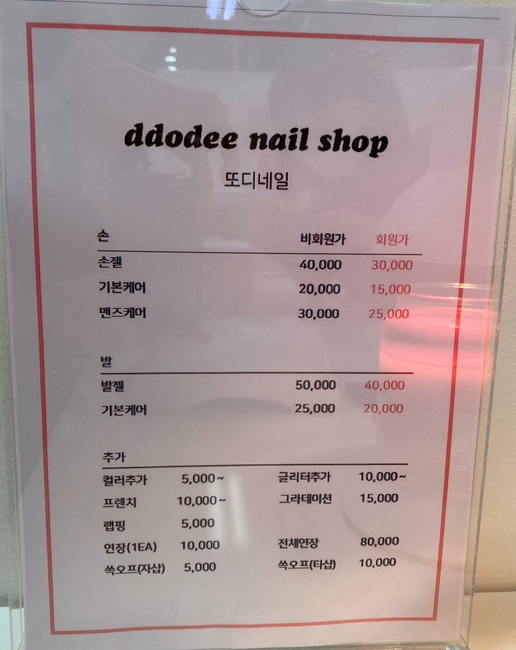 ddodee nail shop
또디네일
손 비회원가 회원가
손젤 40,000 30,000
기본케어 20,000 15,000
맨즈케어 30,000 25,000
발
발젤 50,000 40,000
기본케어 25,000 20,000
추가
컬러추가 5,000~ 글리터추가 10,000~
프렌치 10,000~ 그라데이션 15,000
랩핑 5,000
연장(1EA) 10,000 전체연장 80,000
쏙오프(자샵) 5,000 쏙오프(타샵) 10,000